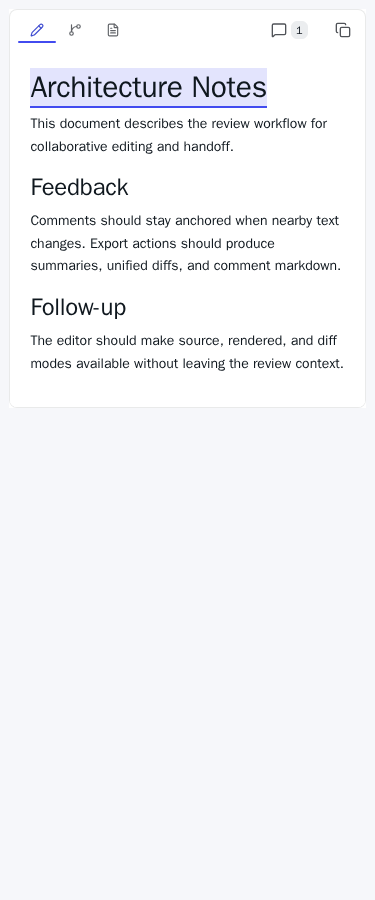 1
Architecture Notes
This document describes the review workflow for
collaborative editing and handoff.
Feedback
Comments should stay anchored when nearby text
changes. Export actions should produce
summaries, unified diffs, and comment markdown.
Follow-up
The editor should make source, rendered, and diff
modes available without leaving the review context.